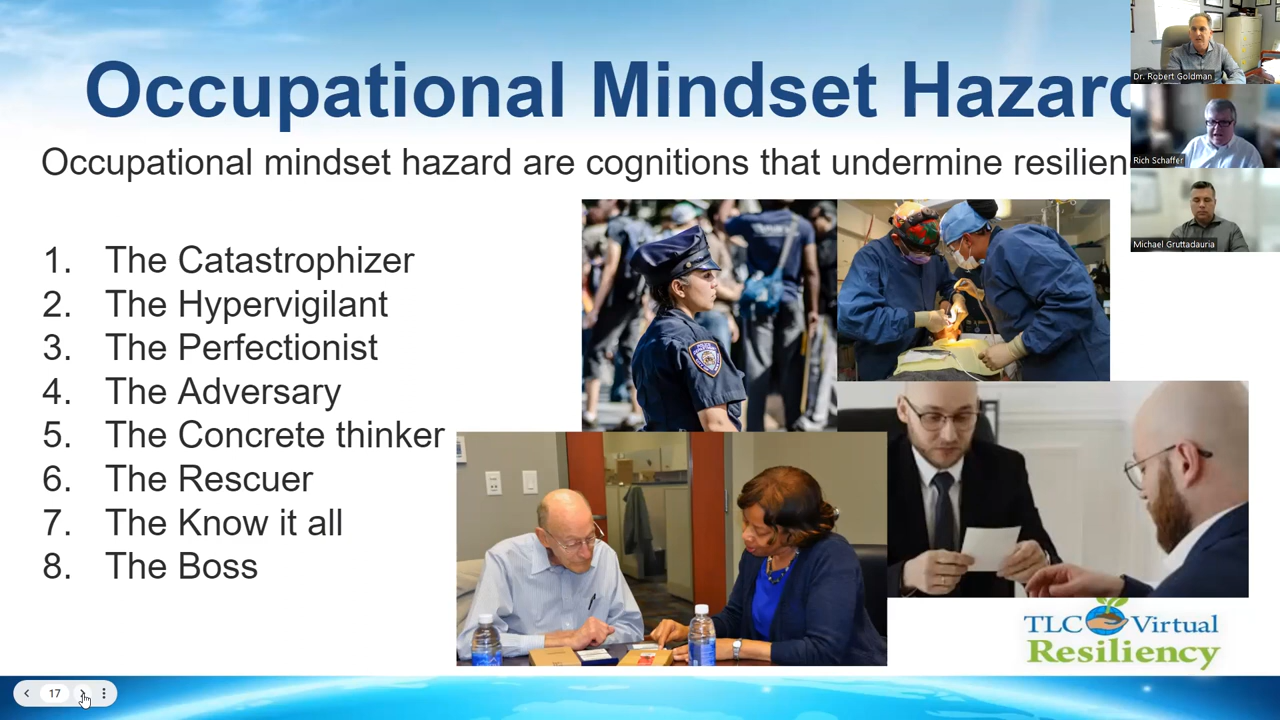 Occupational Mindset Hazard
Occupational mindset hazard are cognitions that undermine resilien
1. The Catastrophizer
2. The Hypervigilant
3. The Perfectionist
4. The Adversary
5. The Concrete thinker
6. The Rescuer
7. The Know it all
8. The Boss
Dr. Robert Goldman
Rich Schaffer
Michael Gruttadauria
TLC Virtual
Resiliency
17